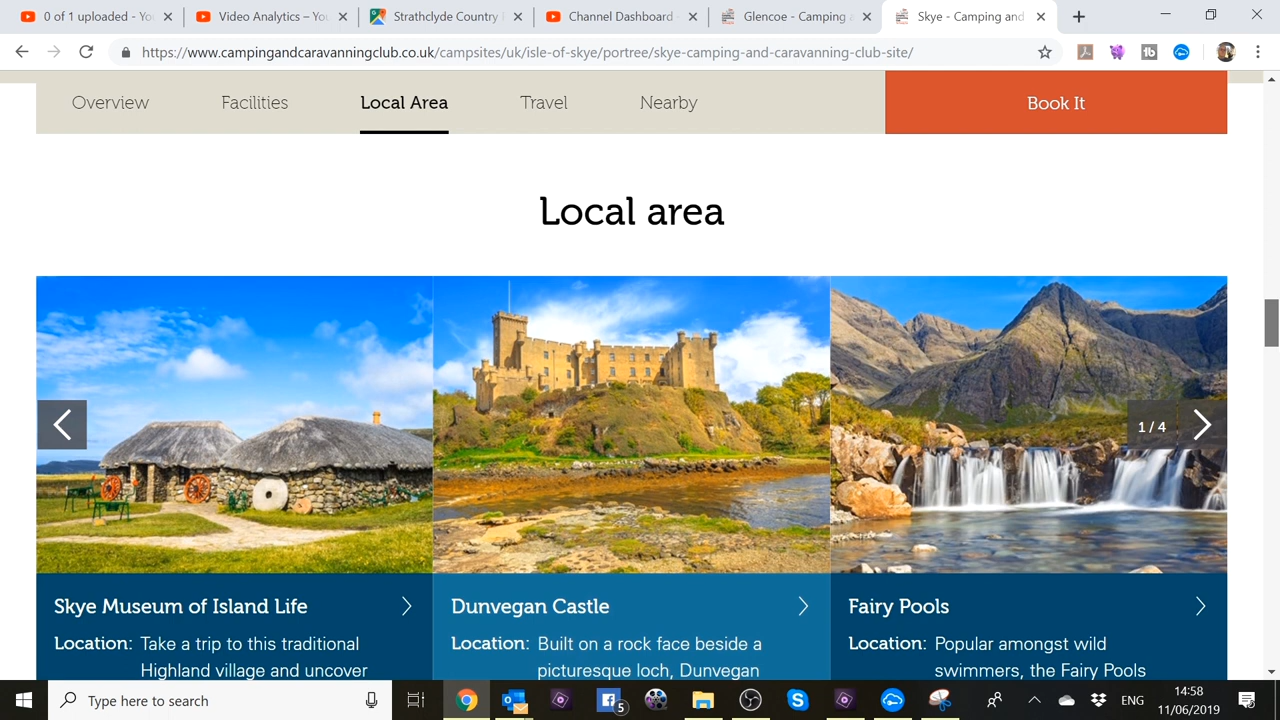 0 of 1 uploaded - Yo
Video Analytics – You
Strathclyde Country
Channel Dashboard -
Glencoe - Camping a
Skye - Camping and
https://www.campingandcaravanningclub.co.uk/campsites/uk/isle-of-skye/portree/skye-camping-and-caravanning-club-site/
Overview
Facilities
Local Area
Travel
Nearby
Book It
Local area
1 / 4
Skye Museum of Island Life
Location: Take a trip to this traditional
Highland village and uncover
Dunvegan Castle
Location: Built on a rock face beside a
picturesque loch, Dunvegan
Fairy Pools
Location: Popular amongst wild
swimmers, the Fairy Pools
Type here to search
5
ENG
14:58
11/06/2019